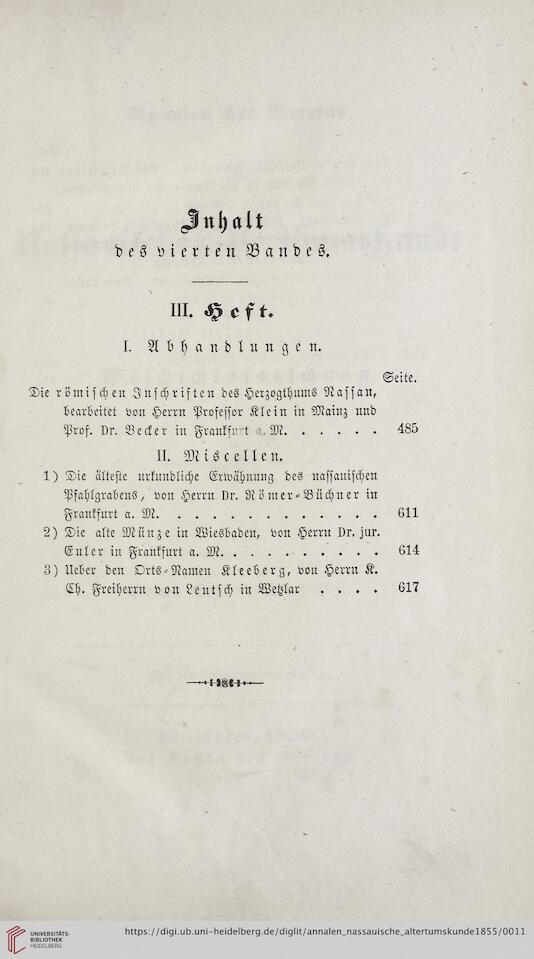 Inhalt
des vierten Bandes.
III. Heft.
I. Abhandlungen.
Seite.
Die römischen Inschriften des Herzogthums Nassau,
bearbeitet von Herrn Professor Klein in Mainz und
Prof. Dr. Becker in Frankfurt a. M. . . . . . 485
II. Miscellen.
1) Die älteste urkundliche Erwähnung des nassauischen
Pfahlgrabens, von Herrn Dr. Römer-Büchner in
Frankfurt a. M. . . . . . . . . . . . . 611
2) Die alte Münze in Wiesbaden, von Herrn Dr. jur.
Euler in Frankfurt a. M. . . . . . . . . . 614
3) Ueber den Orts-Namen Kleeberg, von Herrn K.
Ch. Freiherrn von Leutsch in Wetzlar . . . . 617
UNIVERSITÄTS-
BIBLIOTHEK
HEIDELBERG
https://digi.ub.uni-heidelberg.de/diglit/annalen_nassauische_altertumskunde1855/0011